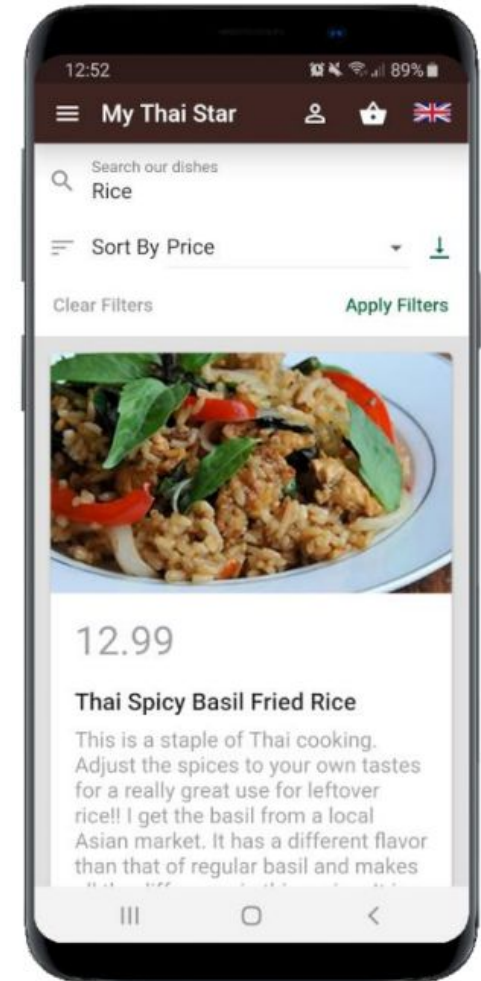 12:52 89%
My Thai Star
Search our dishes
Rice
Sort By Price
Clear Filters Apply Filters
12.99
Thai Spicy Basil Fried Rice
This is a staple of Thai cooking.
Adjust the spices to your own tastes
for a really great use for leftover
rice!! I get the basil from a local
Asian market. It has a different flavor
than that of regular basil and makes